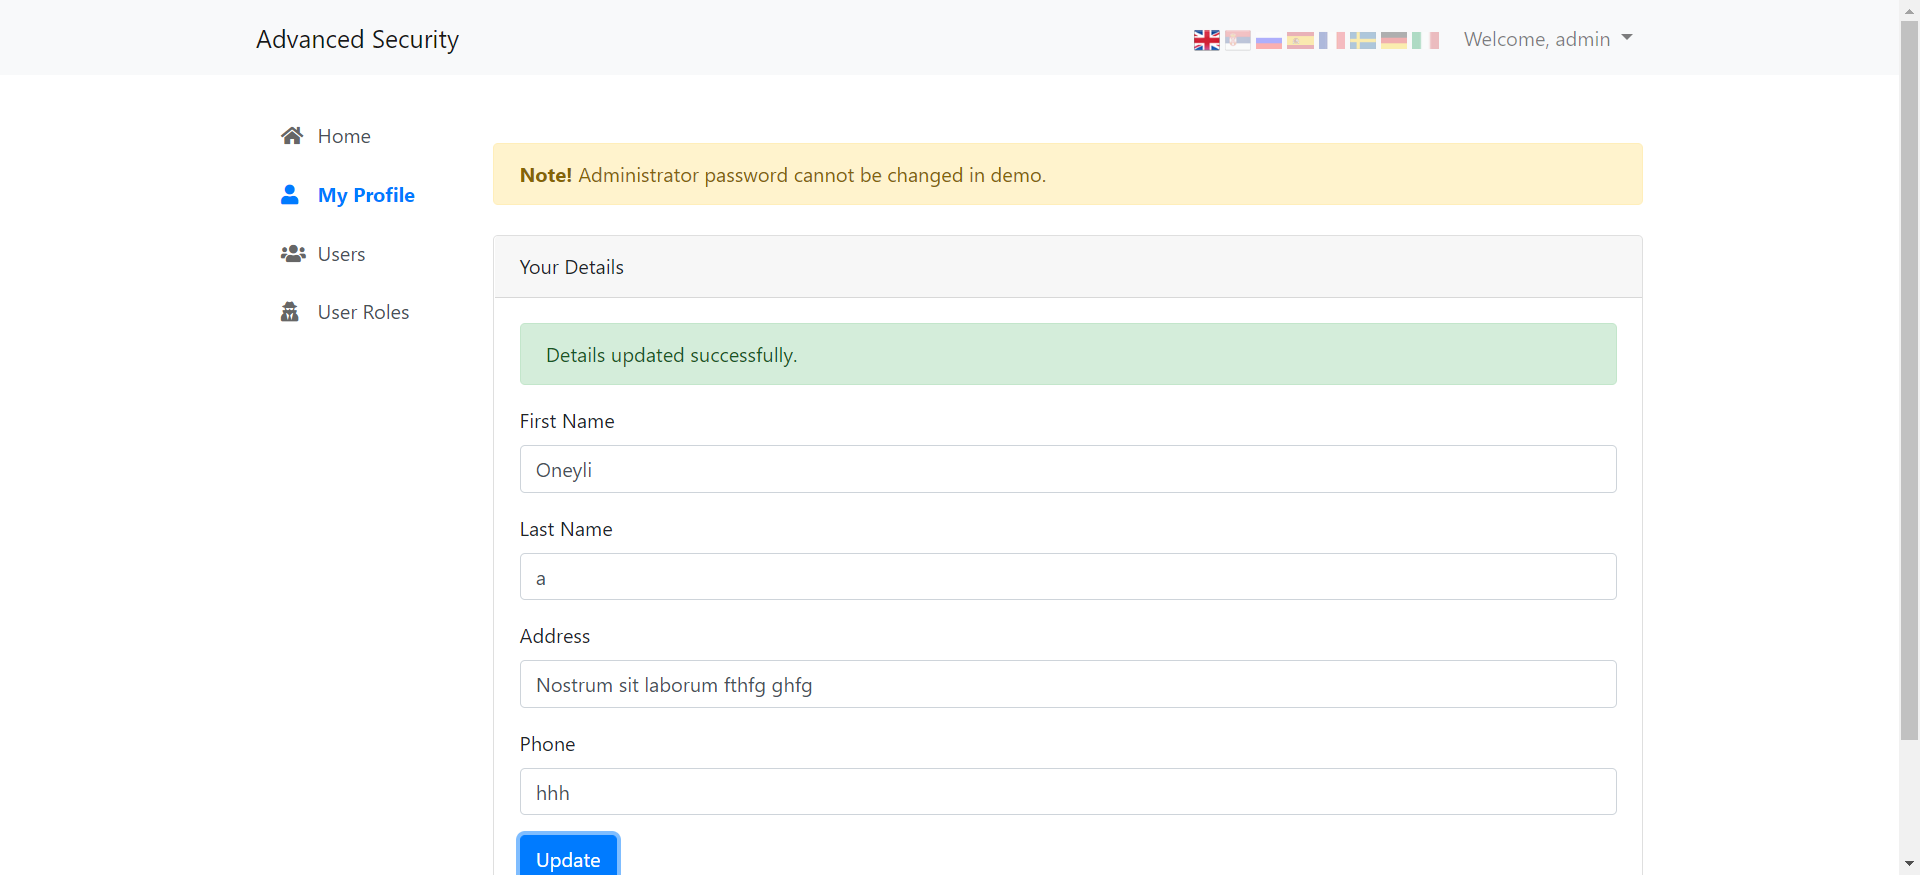 Advanced Security
Welcome, admin
Home
My Profile
Users
User Roles
Note! Administrator password cannot be changed in demo.
Your Details
Details updated successfully.
First Name
Oneyli
Last Name
a
Address
Nostrum sit laborum fthfg ghfg
Phone
hhh
Update